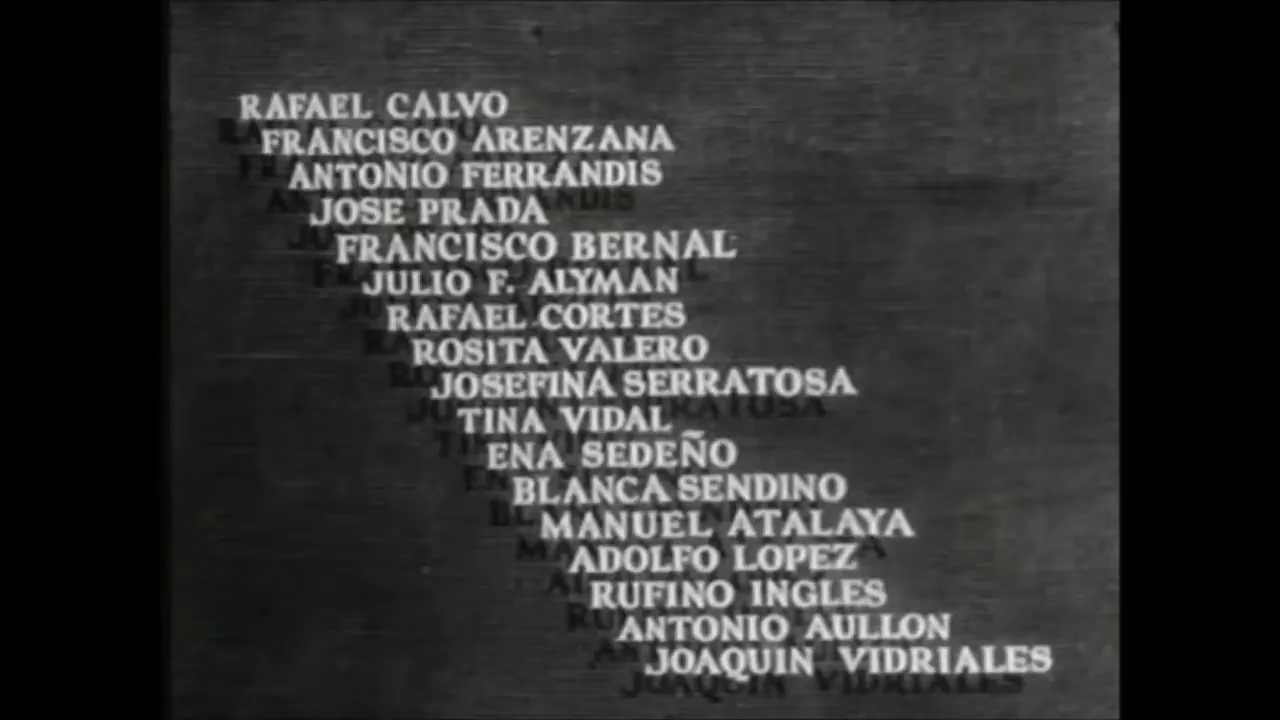 RAFAEL CALVO
FRANCISCO ARENZANA
ANTONIO FERRANDIS
JOSE PRADA
FRANCISCO BERNAL
JULIO F. ALYMAN
RAFAEL CORTES
ROSITA VALERO
JOSEFINA SERRATOSA
TINA VIDAL
ENA SEDEÑO
BLANCA SENDINO
MANUEL ATALAYA
ADOLFO LOPEZ
RUFINO INGLES
ANTONIO AULLON
JOAQUIN VIDRIALES